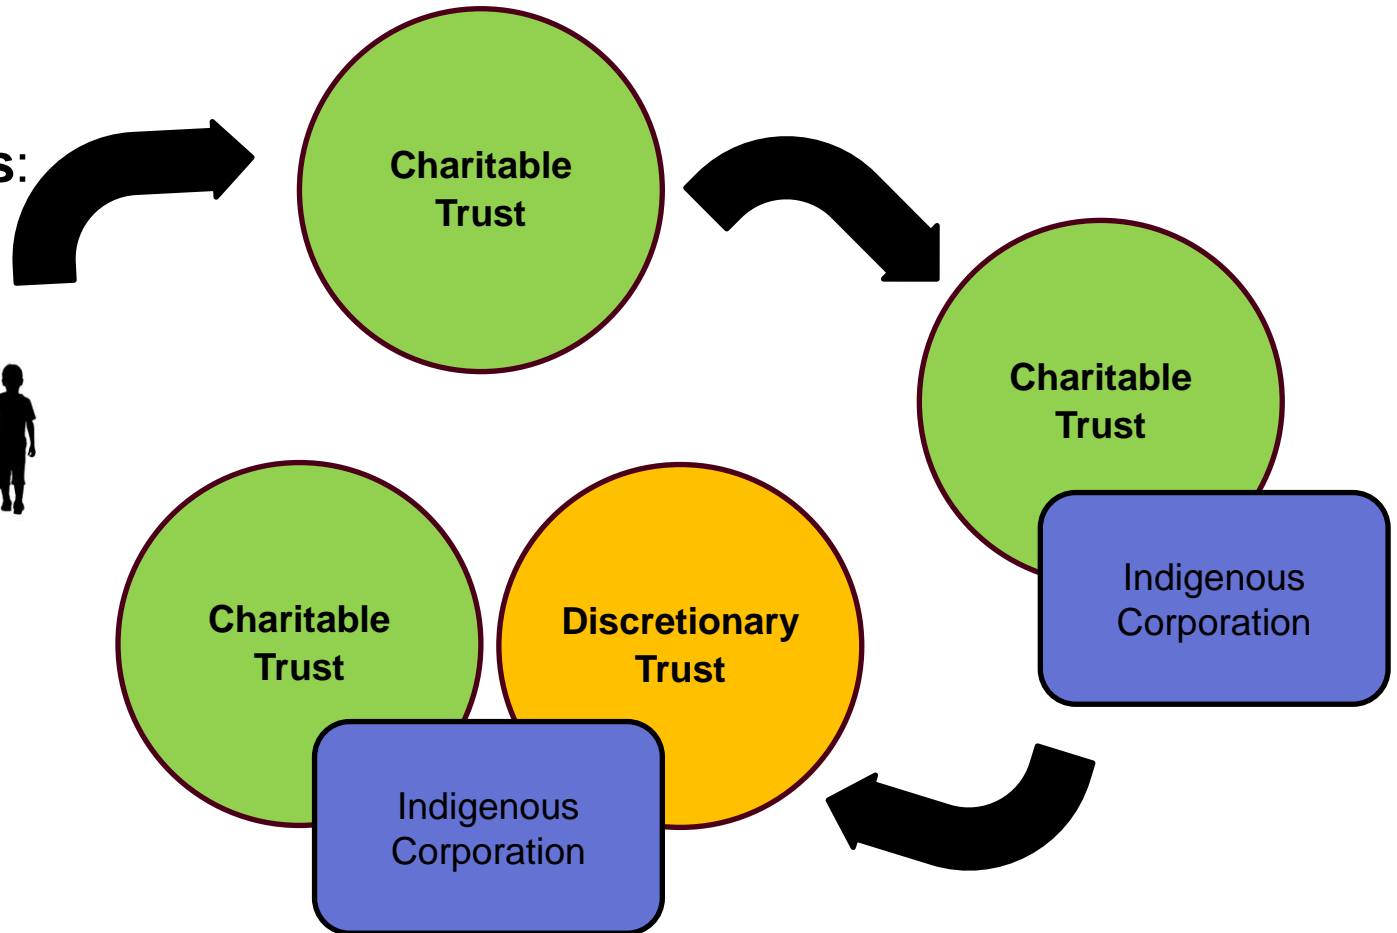 s:
Charitable
Trust
Charitable
Trust
Indigenous
Corporation
Charitable
Trust
Discretionary
Trust
Indigenous
Corporation